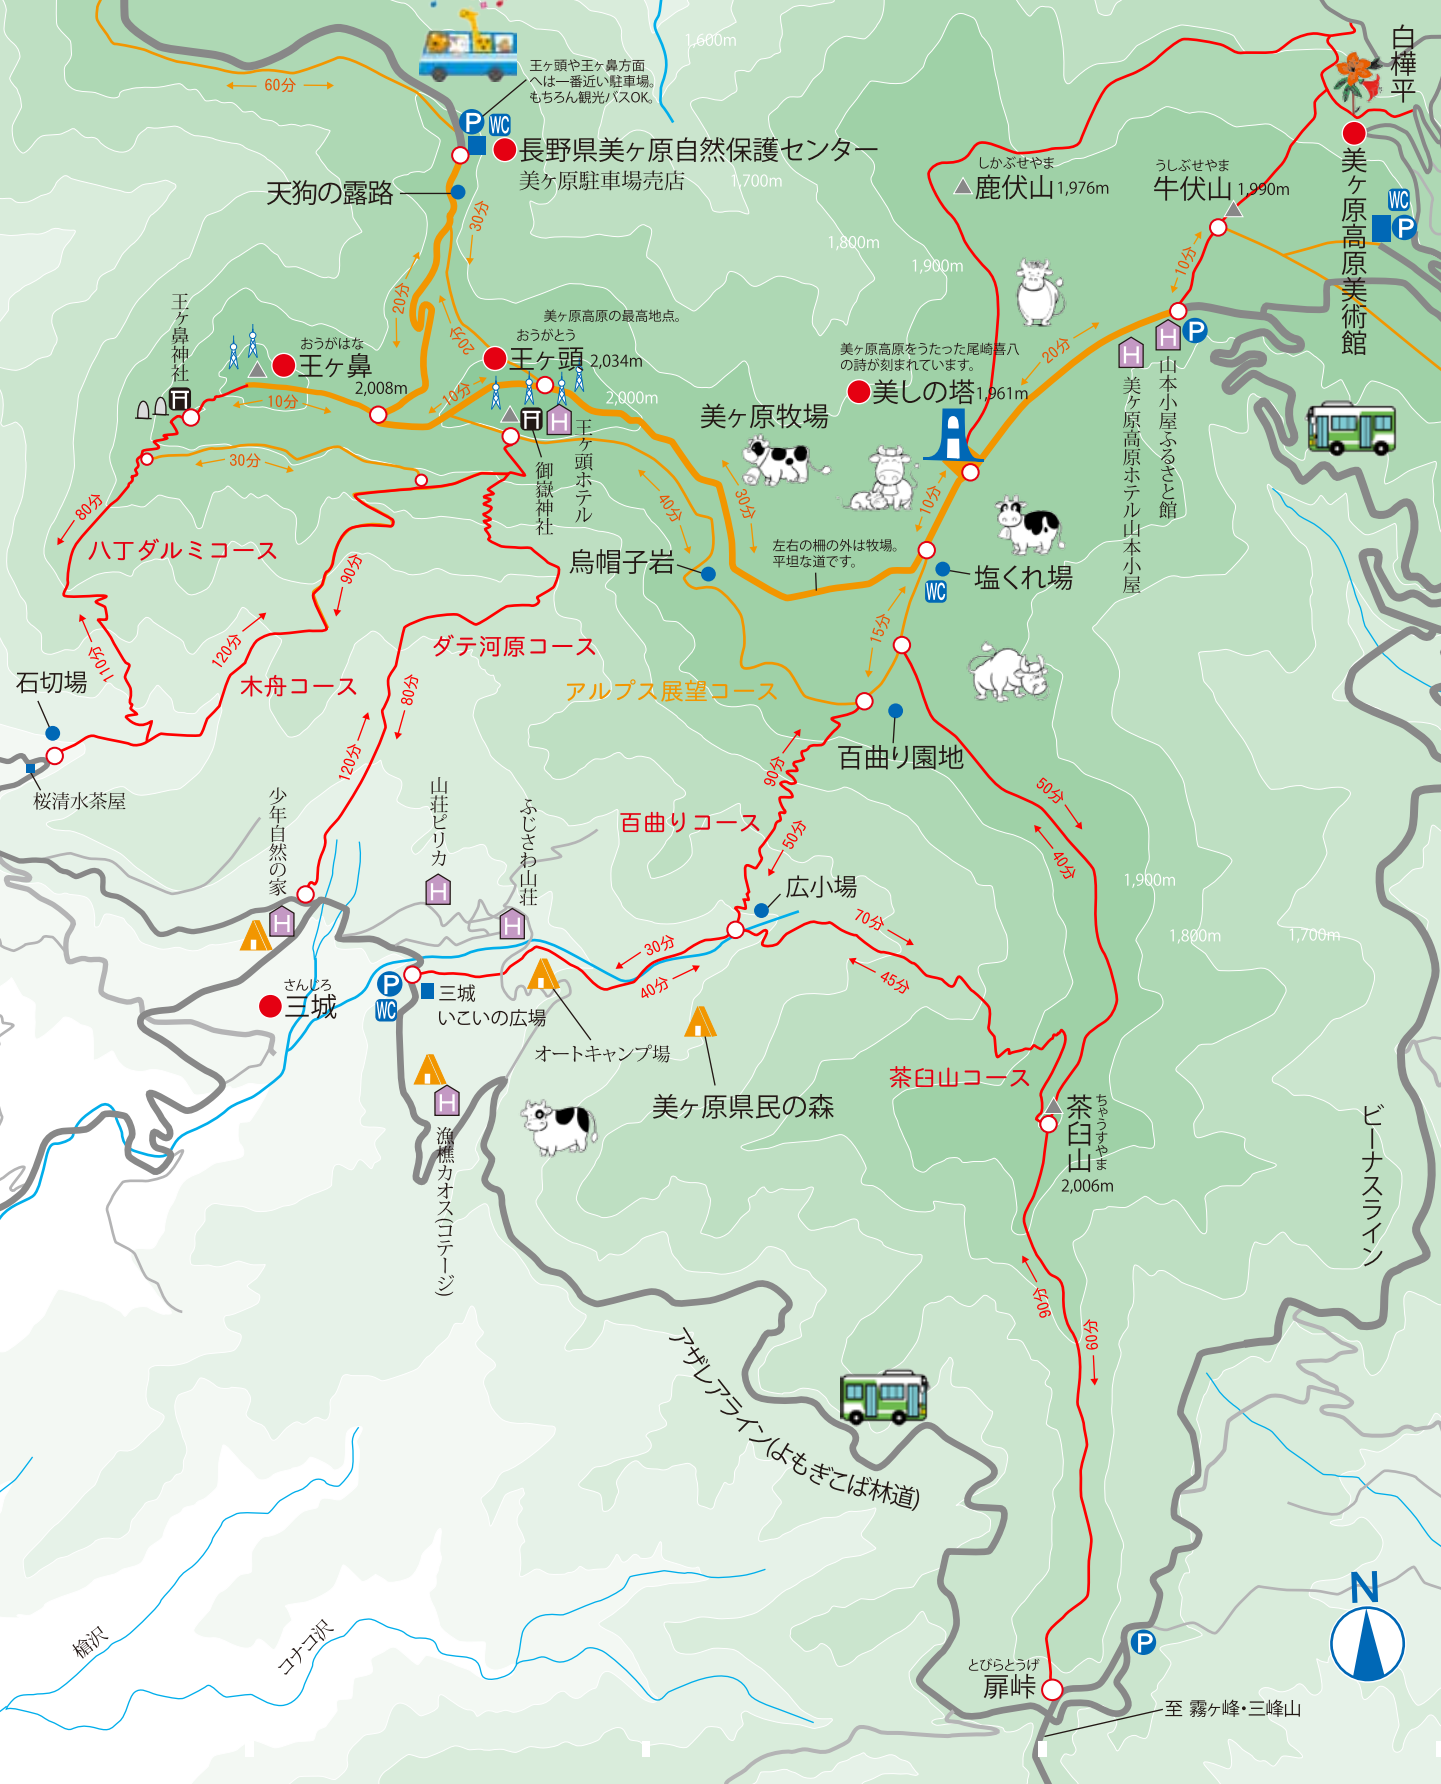 白樺平
1,600m
王ヶ頭や王ヶ鼻方面
へは一番近い駐車場。
もちろん観光バスOK。
60分
P
WC
長野県美ヶ原自然保護センター
美ヶ原駐車場売店
1,700m
天狗の露路
しかぶせやま
鹿伏山 1,976m
うしぶせやま
牛伏山 1,990m
美ヶ原高原美術館
WC
P
30分
1,800m
1,900m
10分
20分
20分
王ヶ鼻神社
おうがはな
王ヶ鼻
2,008m
美ヶ原高原の最高地点。
おうがとう
王ヶ頭 2,034m
2,000m
10分
10分
20分
H
H
P
美ヶ原高原をうたった尾崎喜八
の詩が刻まれています。
美しの塔 1,961m
山本小屋ふるさと館
美ヶ原高原ホテル山本小屋
美ヶ原牧場
H
王ヶ頭ホテル
御嶽神社
30分
80分
40分
30分
10分
八丁ダルミコース
90分
左右の柵の外は牧場。
平坦な道です。
烏帽子岩
塩くれ場
WC
110分
120分
15分
ダテ河原コース
石切場
木舟コース
80分
アルプス展望コース
120分
90分
百曲り園地
桜清水茶屋
少年自然の家
山荘ピリカ
ふじさわ山荘
50分
40分
百曲りコース
50分
H
H
H
広小場
1,900m
1,800m
1,700m
30分
40分
70分
45分
さんじろ
三城
P
WC
三城
いこいの広場
オートキャンプ場
H
美ヶ原県民の森
茶臼山コース
ちゃうすやま
茶臼山
2,006m
漁樵カオス(コテージ)
ビーナスライン
90分
60分
アザレアライン(よもぎこば林道)
槍沢
コナコ沢
N
P
とびらとうげ
扉峠
至 霧ヶ峰・三峰山